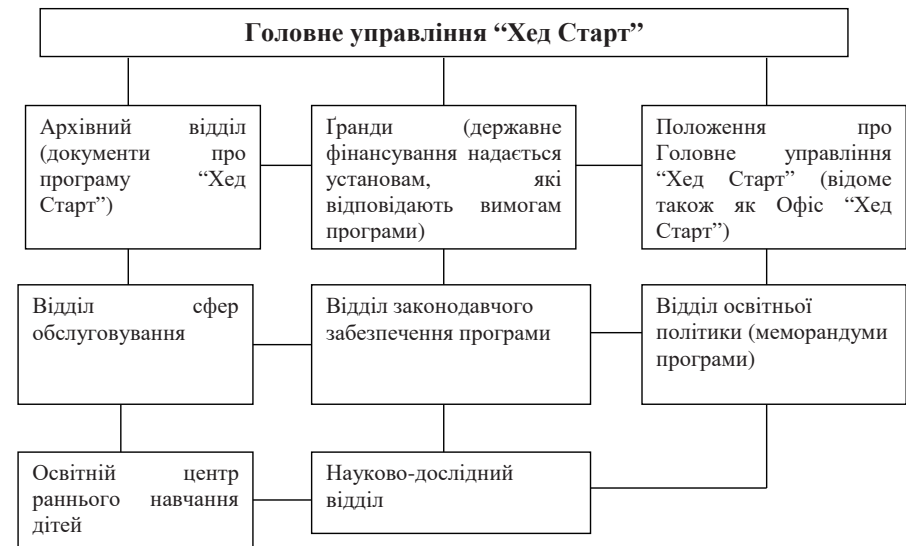 Головне управління “Хед Старт”
Архівний відділ
(документи про
програму “Хед
Старт”)
Ґранди (державне
фінансування надається
установам, які
відповідають вимогам
програми)
Положення про
Головне управління
“Хед Старт” (відоме
також як Офіс “Хед
Старт”)
Відділ сфер
обслуговування
Відділ законодавчого
забезпечення програми
Відділ освітньої
політики (меморандуми
програми)
Освітній центр
раннього навчання
дітей
Науково-дослідний
відділ